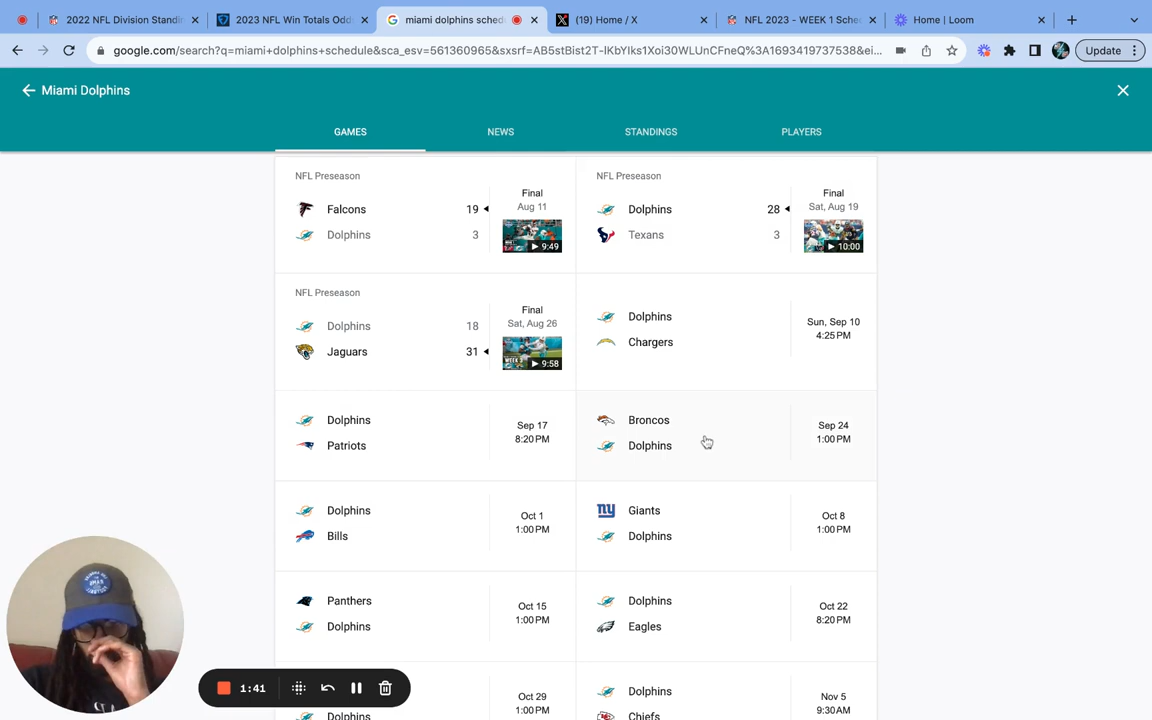 2022 NFL Division Standin
2023 NFL Win Totals Odd
miami dolphins sched
(19) Home / X
NFL 2023 - WEEK 1 Sche
Home | Loom
google.com/search?q=miami+dolphins+schedule&sca_esv=561360965&sxsrf=AB5stBist2T-IKbYIks1Xoi30WLUnCFneQ%3A1693419737538&ei...
Update
Miami Dolphins
GAMES
NEWS
STANDINGS
PLAYERS
NFL Preseason
Falcons 19
Dolphins 3
Final
Aug 11
9:49
NFL Preseason
Dolphins 28
Texans 3
Final
Sat, Aug 19
10:00
NFL Preseason
Dolphins 18
Jaguars 31
Final
Sat, Aug 26
9:58
Dolphins
Chargers
Sun, Sep 10
4:25 PM
Dolphins
Patriots
Sep 17
8:20 PM
Broncos
Dolphins
Sep 24
1:00 PM
Dolphins
Bills
Oct 1
1:00 PM
Giants
Dolphins
Oct 8
1:00 PM
Panthers
Dolphins
Oct 15
1:00 PM
Dolphins
Eagles
Oct 22
8:20 PM
Oct 29
1:00 PM
Dolphins
Dolphins
Chiefs
Nov 5
9:30 AM
1:41